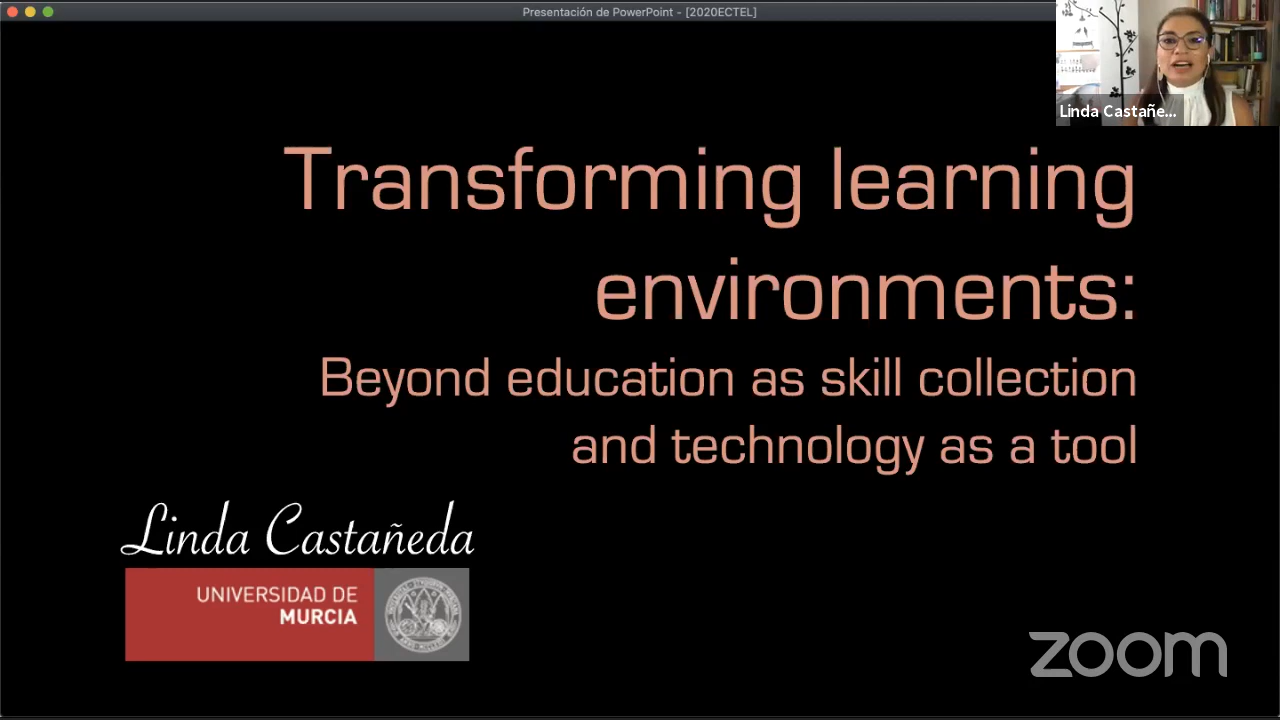 Presentación de PowerPoint - [2020ECTEL]
Linda Castañe...
Transforming learning
environments:
Beyond education as skill collection
and technology as a tool
Linda Castañeda
UNIVERSIDAD DE
MURCIA
zoom